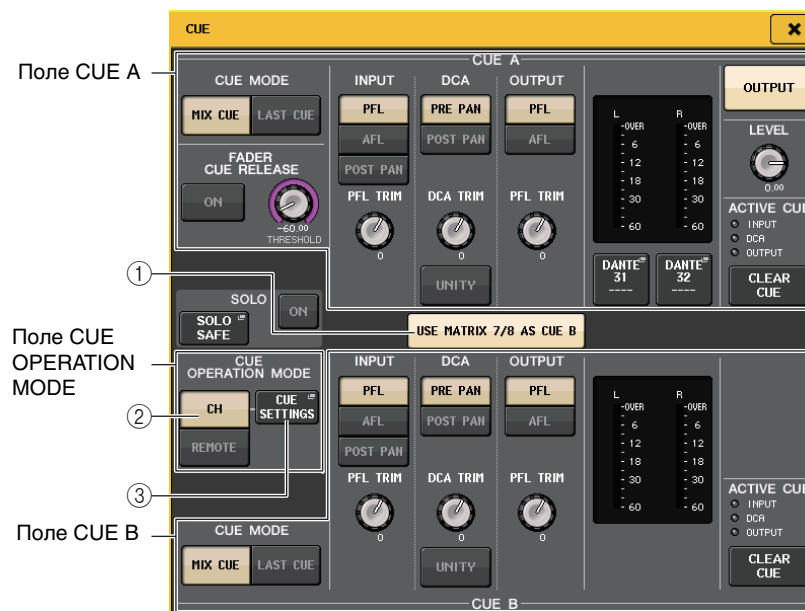 CUE
Поле CUE A
CUE A
CUE MODE
MIX CUE
LAST CUE
FADER
CUE RELEASE
ON
-60.00
THRESHOLD
INPUT
PFL
AFL
POST PAN
PFL TRIM
0
DCA
PRE PAN
POST PAN
DCA TRIM
0
UNITY
OUTPUT
PFL
AFL
PFL TRIM
0
L
R
-OVER
-OVER
6
6
12
12
18
18
30
30
60
60
DANTE
31
----
DANTE
32
----
OUTPUT
LEVEL
0.00
ACTIVE CUE
INPUT
DCA
OUTPUT
CLEAR
CUE
1
SOLO
SOLO
SAFE
ON
USE MATRIX 7/8 AS CUE B
Поле CUE
OPERATION
MODE
CUE
OPERATION MODE
2
CH
CUE
SETTINGS
REMOTE
3
Поле CUE B
CUE MODE
MIX CUE
LAST CUE
INPUT
PFL
AFL
POST PAN
PFL TRIM
0
DCA
PRE PAN
POST PAN
DCA TRIM
0
UNITY
OUTPUT
PFL
AFL
PFL TRIM
0
L
R
-OVER
-OVER
6
6
12
12
18
18
30
30
60
60
ACTIVE CUE
INPUT
DCA
OUTPUT
CLEAR
CUE
CUE B